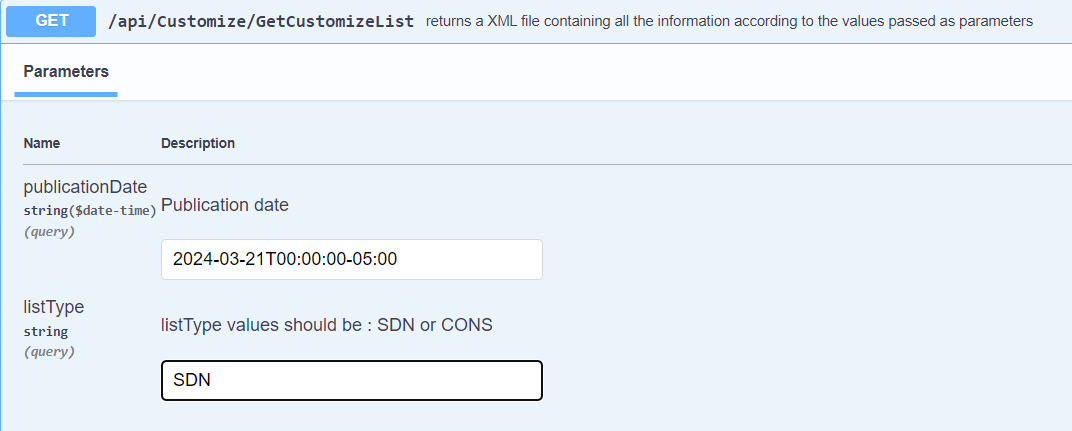 GET /api/Customize/GetCustomizeList returns a XML file containing all the information according to the values passed as parameters
Parameters
Name Description
publicationDate
string($date-time)
(query)
Publication date
2024-03-21T00:00:00-05:00
listType
string
(query)
listType values should be : SDN or CONS
SDN